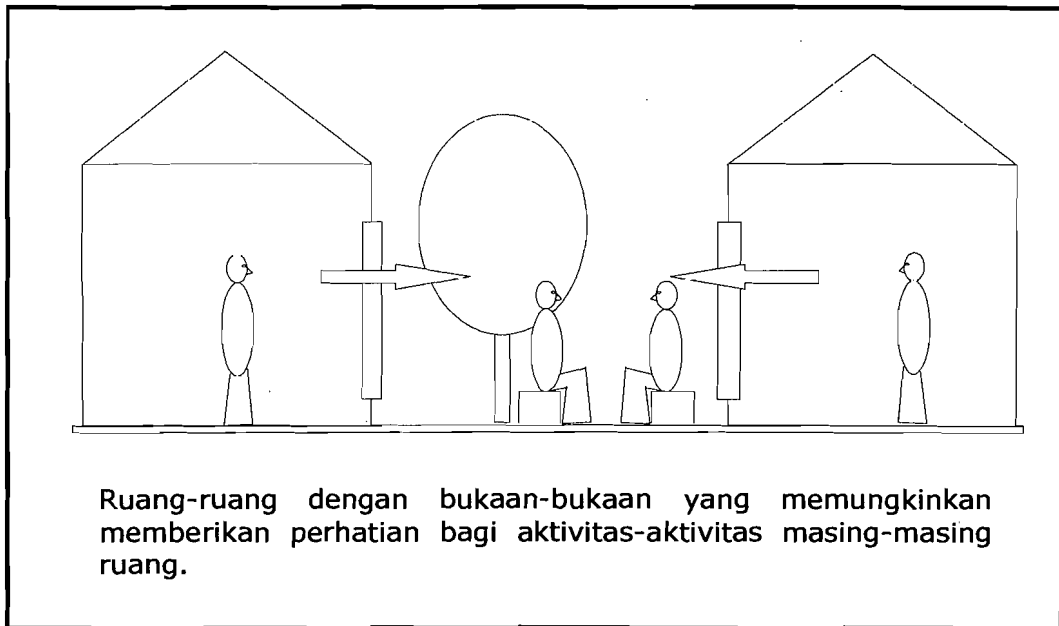 Ruang-ruang dengan bukaan-bukaan yang memungkinkan
memberikan perhatian bagi aktivitas-aktivitas masing-masing
ruang.